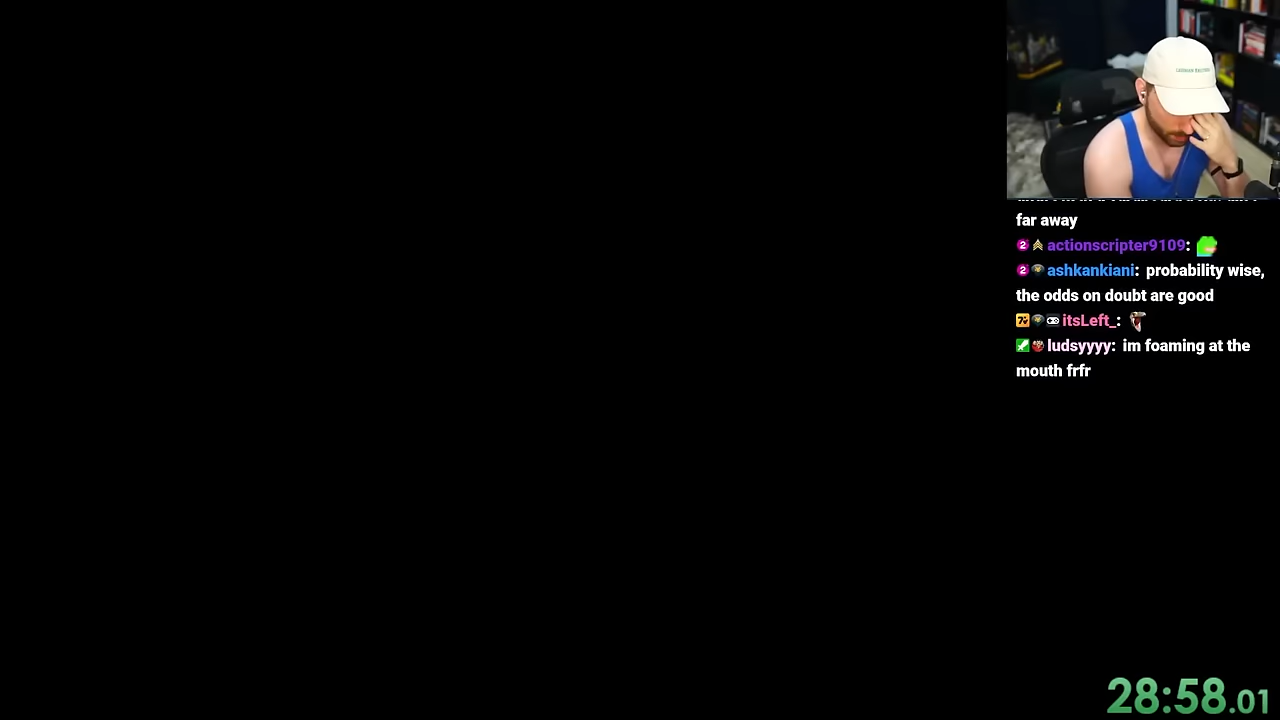 far away
actionscripter9109:
ashkankiani: probability wise,
the odds on doubt are good
itsLeft_:
ludsyyyy: im foaming at the
mouth frfr
28:58.01